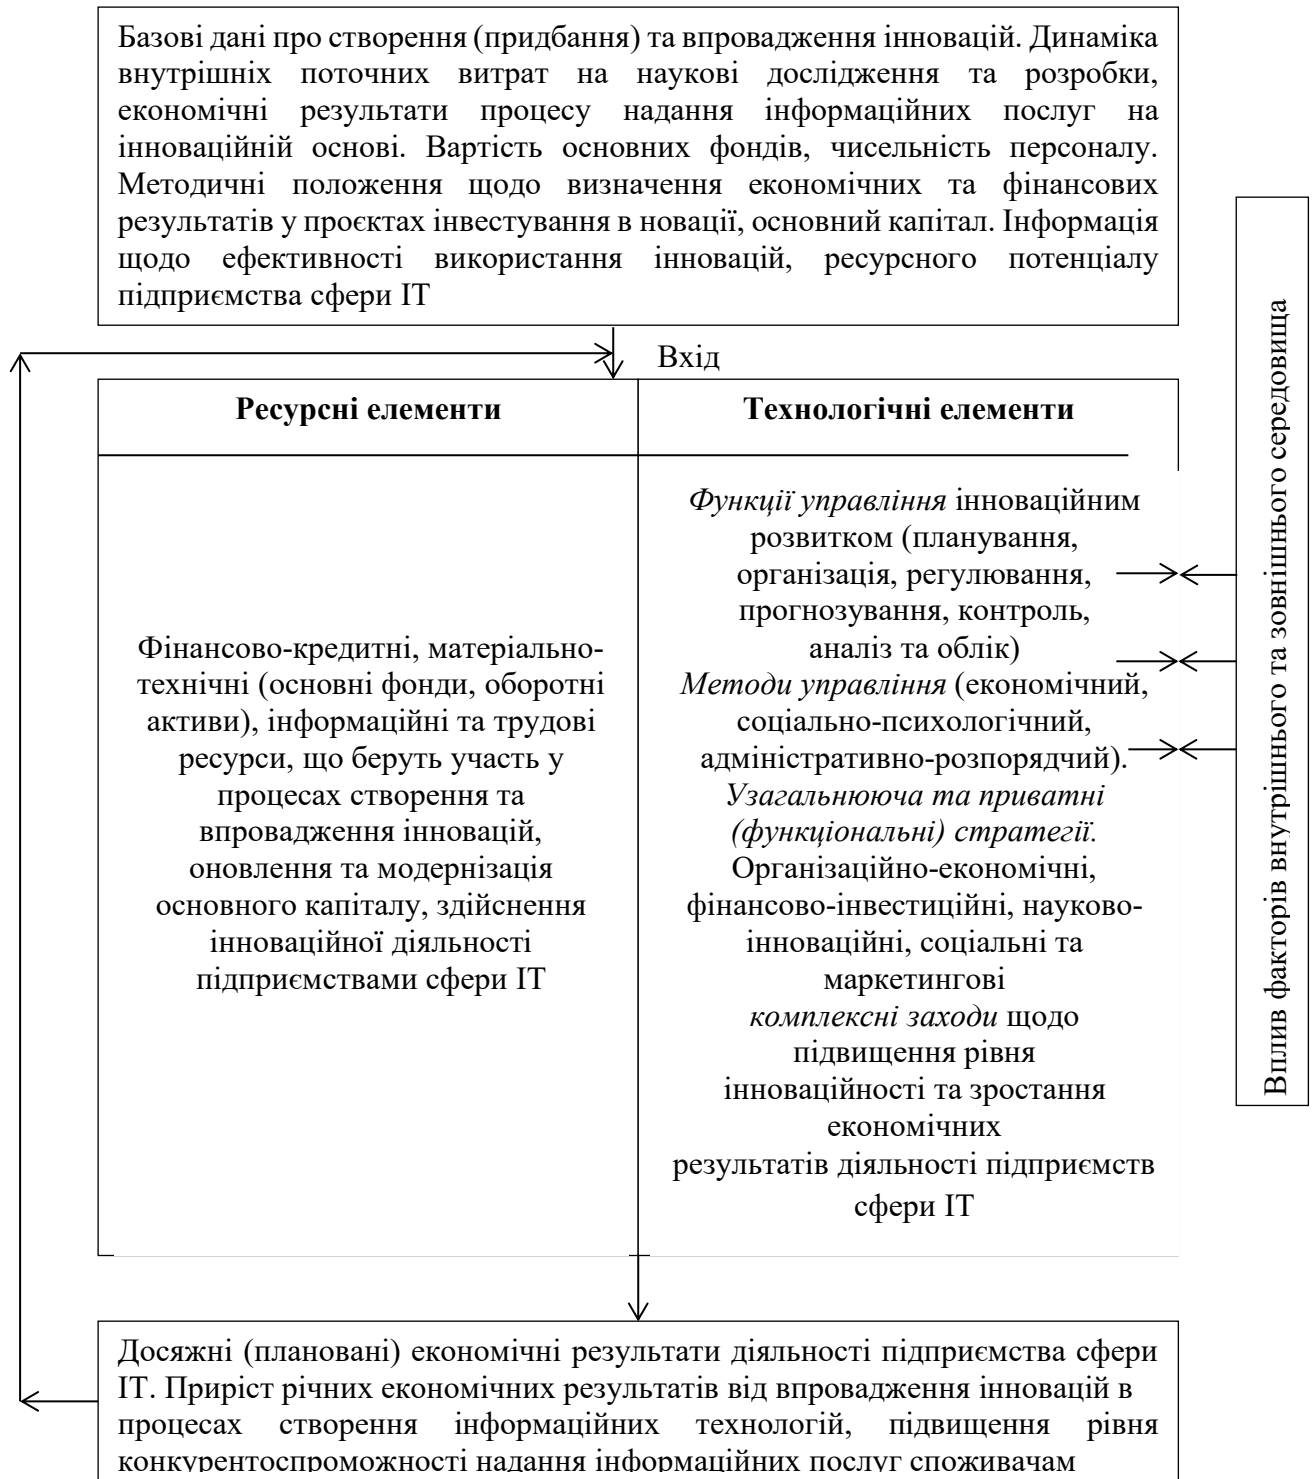 Базові дані про створення (придбання) та впровадження інновацій. Динаміка
внутрішніх поточних витрат на наукові дослідження та розробки,
економічні результати процесу надання інформаційних послуг на
інноваційній основі. Вартість основних фондів, чисельність персоналу.
Методичні положення щодо визначення економічних та фінансових
результатів у проєктах інвестування в новації, основний капітал. Інформація
щодо ефективності використання інновацій, ресурсного потенціалу
підприємства сфери ІТ
Вхід
Ресурсні елементи
Фінансово-кредитні, матеріально-
технічні (основні фонди, оборотні
активи), інформаційні та трудові
ресурси, що беруть участь у
процесах створення та
впровадження інновацій,
оновлення та модернізація
основного капіталу, здійснення
інноваційної діяльності
підприємствами сфери ІТ
Технологічні елементи
Функції управління інноваційним
розвитком (планування,
організація, регулювання,
прогнозування, контроль,
аналіз та облік)
Методи управління (економічний,
соціально-психологічний,
адміністративно-розпорядчий).
Узагальнююча та приватні
(функціональні) стратегії.
Організаційно-економічні,
фінансово-інвестиційні, науково-
інноваційні, соціальні та
маркетингові
комплексні заходи щодо
підвищення рівня
інноваційності та зростання
економічних
результатів діяльності підприємств
сфери ІТ
Вплив факторів внутрішнього та зовнішнього середовища
Досяжні (плановані) економічні результати діяльності підприємства сфери
ІТ. Приріст річних економічних результатів від впровадження інновацій в
процесах створення інформаційних технологій, підвищення рівня
конкурентоспроможності надання інформаційних послуг споживачам